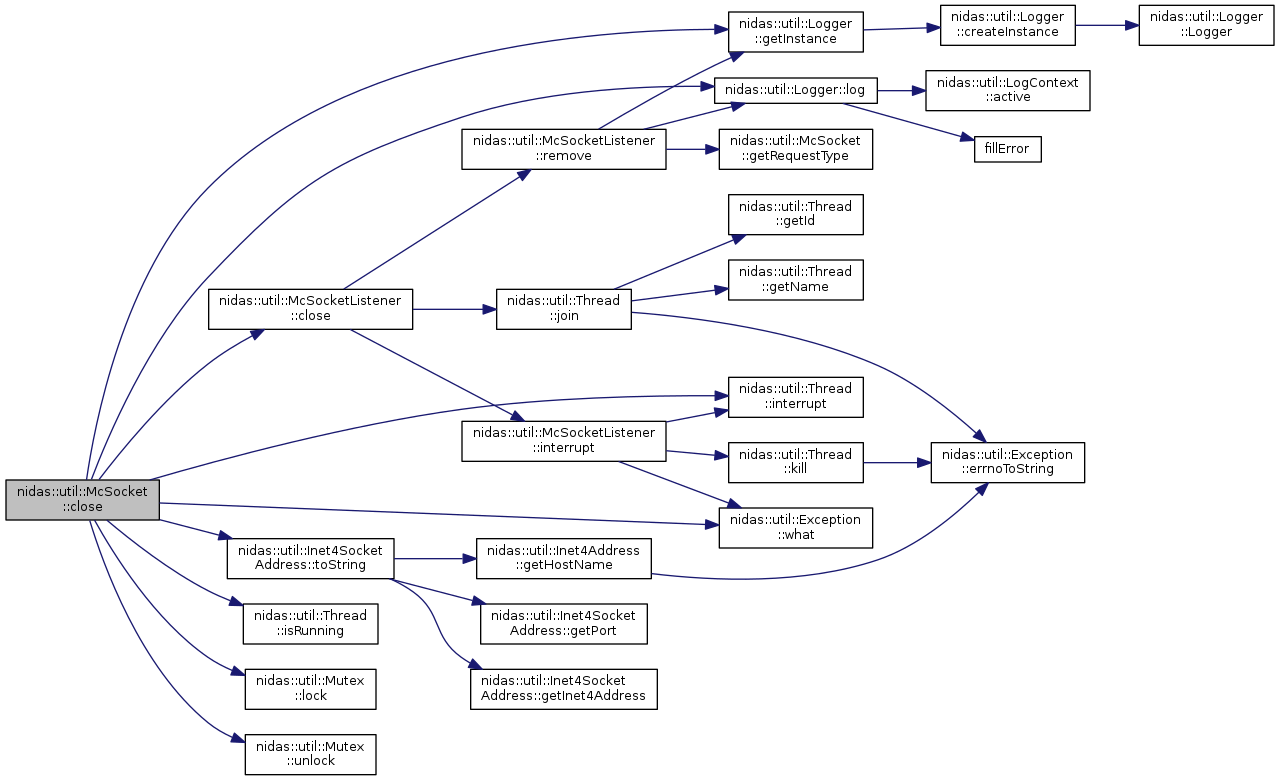 nidas::util::Logger
::getInstance
nidas::util::Logger
::createInstance
nidas::util::Logger
::Logger
nidas::util::Logger::log
nidas::util::LogContext
::active
fillError
nidas::util::McSocketListener
::remove
nidas::util::McSocket
::getRequestType
nidas::util::Thread
::getId
nidas::util::Thread
::getName
nidas::util::McSocketListener
::close
nidas::util::Thread
::join
nidas::util::Thread
::interrupt
nidas::util::McSocketListener
::interrupt
nidas::util::Thread
::kill
nidas::util::Exception
::errnoToString
nidas::util::McSocket
::close
nidas::util::Exception
::what
nidas::util::Inet4Socket
Address::toString
nidas::util::Inet4Address
::getHostName
nidas::util::Thread
::isRunning
nidas::util::Inet4Socket
Address::getPort
nidas::util::Mutex
::lock
nidas::util::Inet4Socket
Address::getInet4Address
nidas::util::Mutex
::unlock